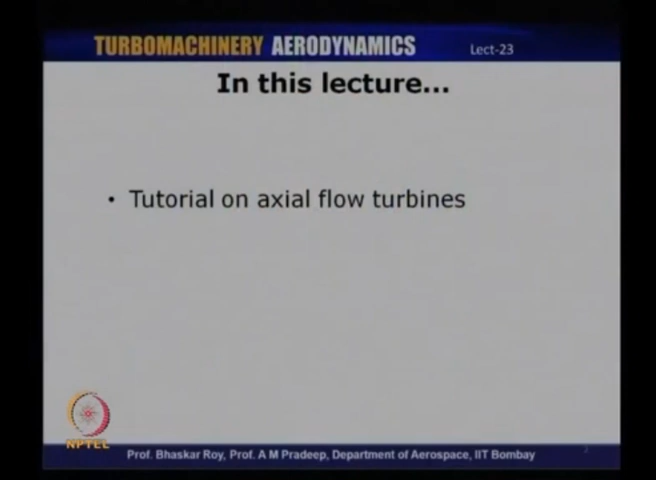 TURBOMACHINERY AERODYNAMICS Lect-23
In this lecture...
• Tutorial on axial flow turbines
NPTEL
Prof. Bhaskar Roy, Prof. A M Pradeep, Department of Aerospace, IIT Bombay
2